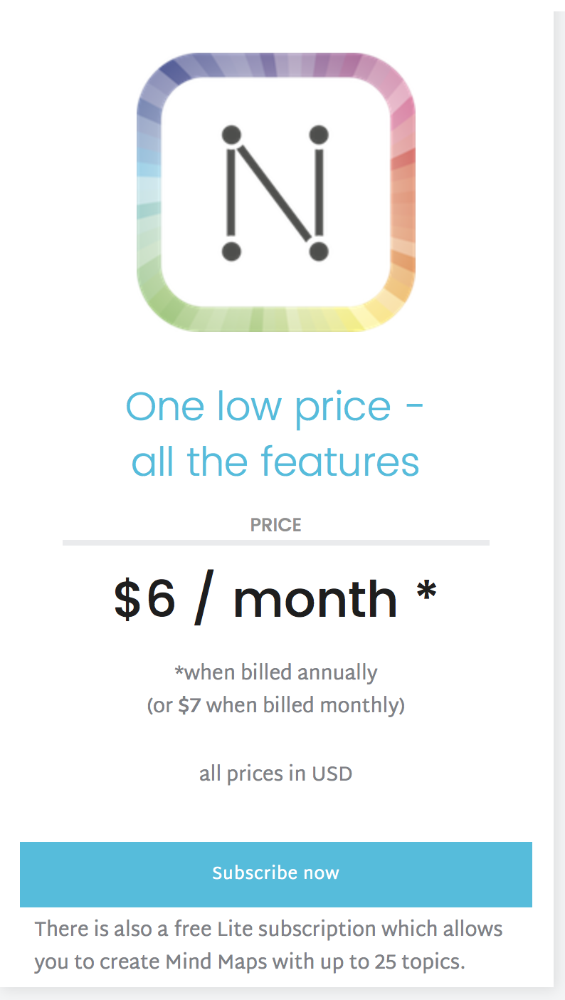 N
One low price -
all the features
PRICE
$6 / month *
*when billed annually
(or $7 when billed monthly)
all prices in USD
Subscribe now
There is also a free Lite subscription which allows
you to create Mind Maps with up to 25 topics.